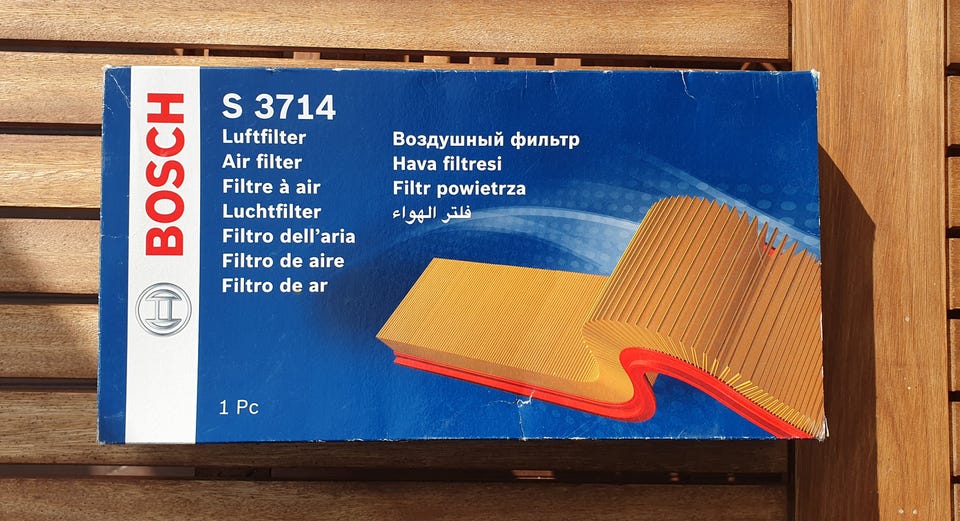 BOSCH
S 3714
Luftfilter
Air filter
Filtre à air
Luchtfilter
Filtro dell'aria
Filtro de aire
Filtro de ar
Воздушный фильтр
Hava filtresi
Filtr powietrza
فلتر الهواء
1 Pc